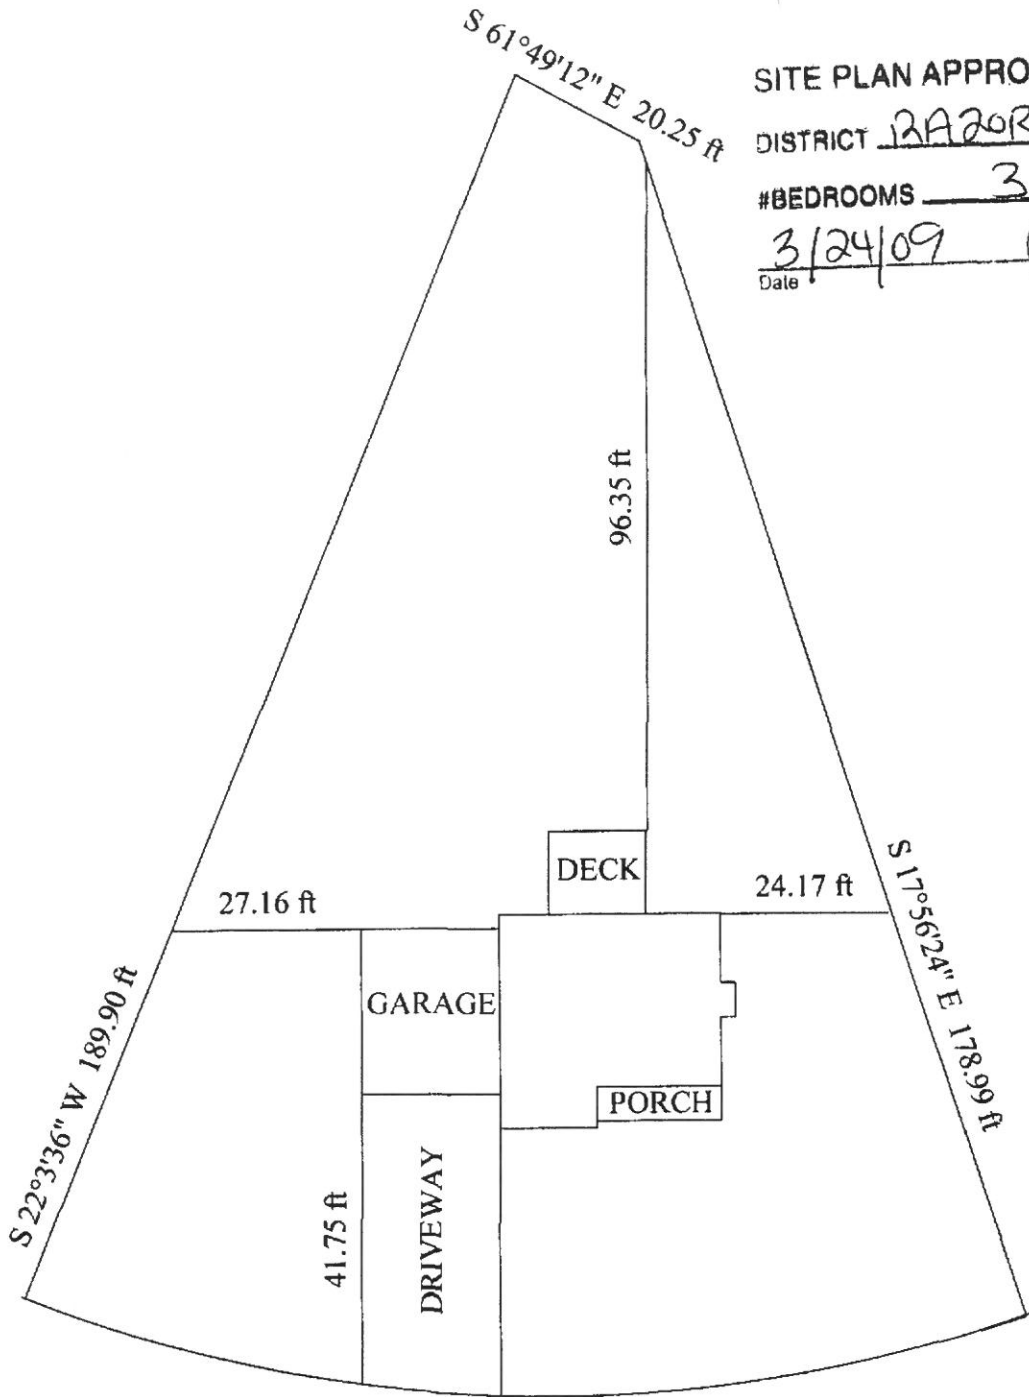 S 61°49'12" E 20.25 ft
SITE PLAN APPRO
DISTRICT RA20R
#BEDROOMS 3
3/24/09
Date
96.35 ft
DECK
27.16 ft
24.17 ft
S 17°56'24" E 178.99 ft
GARAGE
S 22°3'36" W 189.90 ft
PORCH
41.75 ft
DRIVEWAY